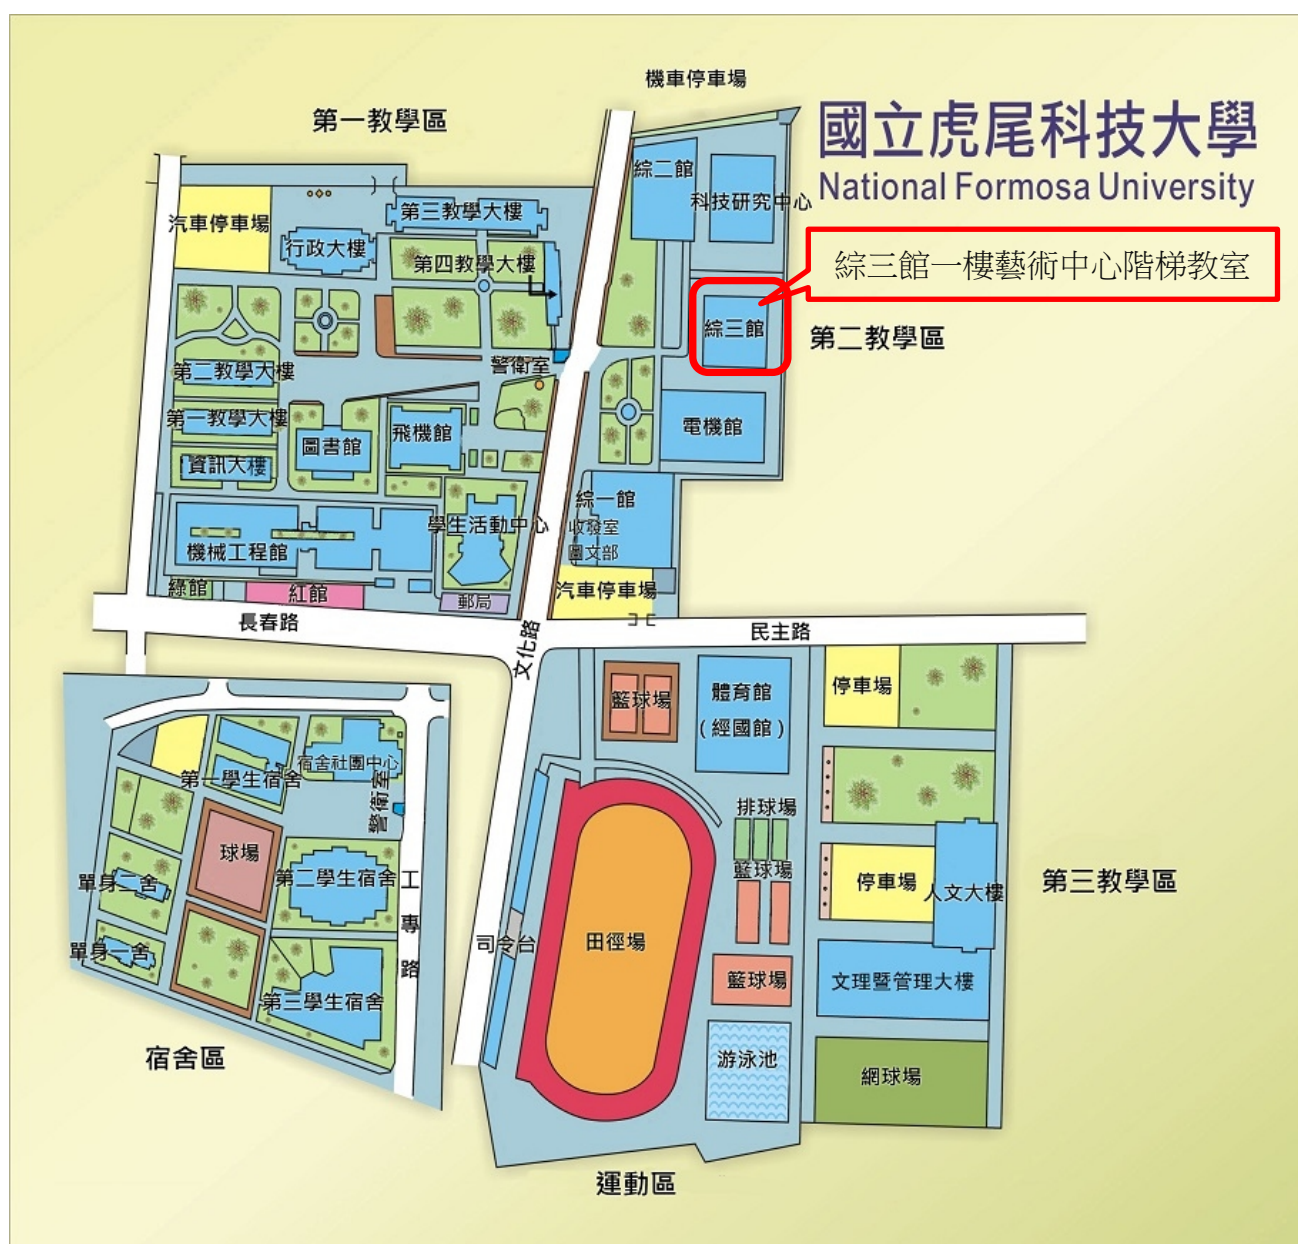 機車停車場
第一教學區
國立虎尾科技大學
National Formosa University
綜二館
科技研究中心
汽車停車場
第三教學大樓
行政大樓
第四教學大樓
綜三館一樓藝術中心階梯教室
綜三館
第二教學區
警衛室
第二教學大樓
第一教學大樓
資訊大樓
圖書館
飛機館
電機館
綜一館
收發室
圖文部
學生活動中心
機械工程館
汽車停車場
綠館
紅館
郵局
長春路
文化路
民主路
籃球場
體育館
(經國館)
停車場
宿舍社團中心
第一學生宿舍
警衛室
球場
單身二舍
第二學生宿舍
工專路
單身一舍
第三學生宿舍
宿舍區
司令台
田徑場
排球場
籃球場
籃球場
游泳池
停車場
人文大樓
文理暨管理大樓
網球場
第三教學區
運動區